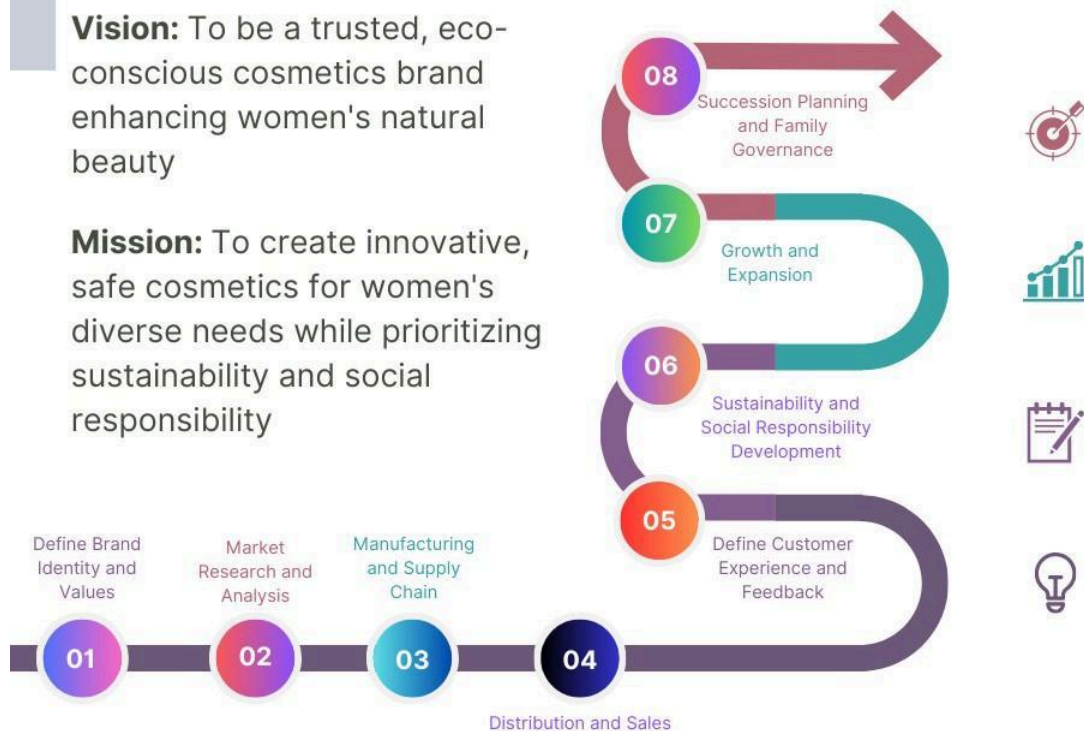 Vision: To be a trusted, eco-
conscious cosmetics brand
enhancing women's natural
beauty
Mission: To create innovative,
safe cosmetics for women's
diverse needs while prioritizing
sustainability and social
responsibility
01
Define Brand
Identity and
Values
02
Market
Research and
Analysis
03
Manufacturing
and Supply
Chain
04
Distribution and Sales
05
Define Customer
Experience and
Feedback
06
Sustainability and
Social Responsibility
Development
07
Growth and
Expansion
08
Succession Planning
and Family
Governance